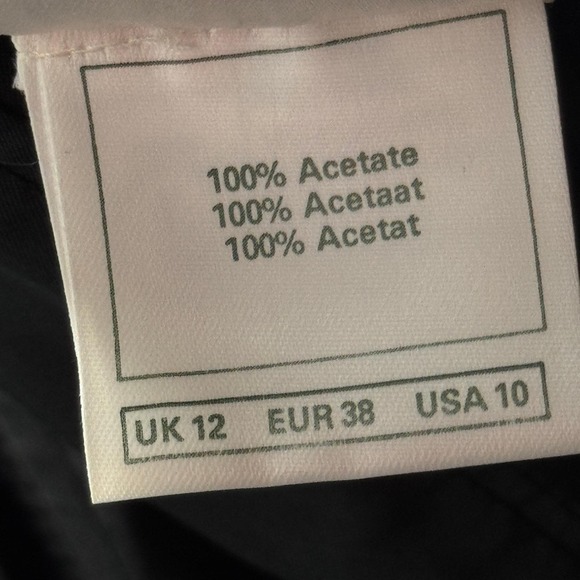 100% Acetate
100% Acetaat
100% Acetat
UK 12 EUR 38 USA 10